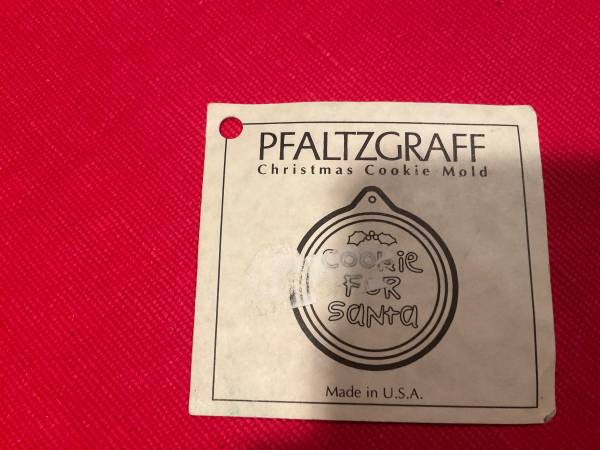 PFALTZGRAFF
Christmas Cookie Mold
COOKiE
FOR
SANtA
Made in U.S.A.